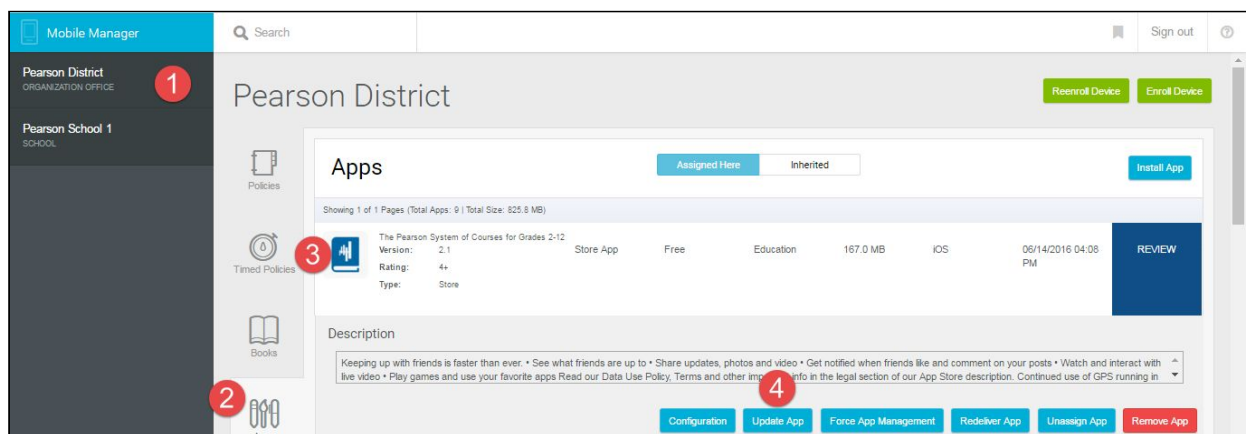 Mobile Manager
Search
Sign out
Pearson District
ORGANIZATION OFFICE
1
Pearson School 1
SCHOOL
Pearson District
Reenroll Device
Enroll Device
Policies
Timed Policies
Books
2
Apps
Assigned Here
Inherited
Install App
Showing 1 of 1 Pages (Total Apps: 9 | Total Size: 825.8 MB)
3
The Pearson System of Courses for Grades 2-12
Version: 2.1
Rating: 4+
Type: Store
Store App
Free
Education
167.0 MB
iOS
06/14/2016 04:08
PM
REVIEW
Description
Keeping up with friends is faster than ever. • See what friends are up to • Share updates, photos and video • Get notified when friends like and comment on your posts • Watch and interact with
live video • Play games and use your favorite apps Read our Data Use Policy, Terms and other info in the legal section of our App Store description. Continued use of GPS running in
4
Configuration
Update App
Force App Management
Redeliver App
Unassign App
Remove App